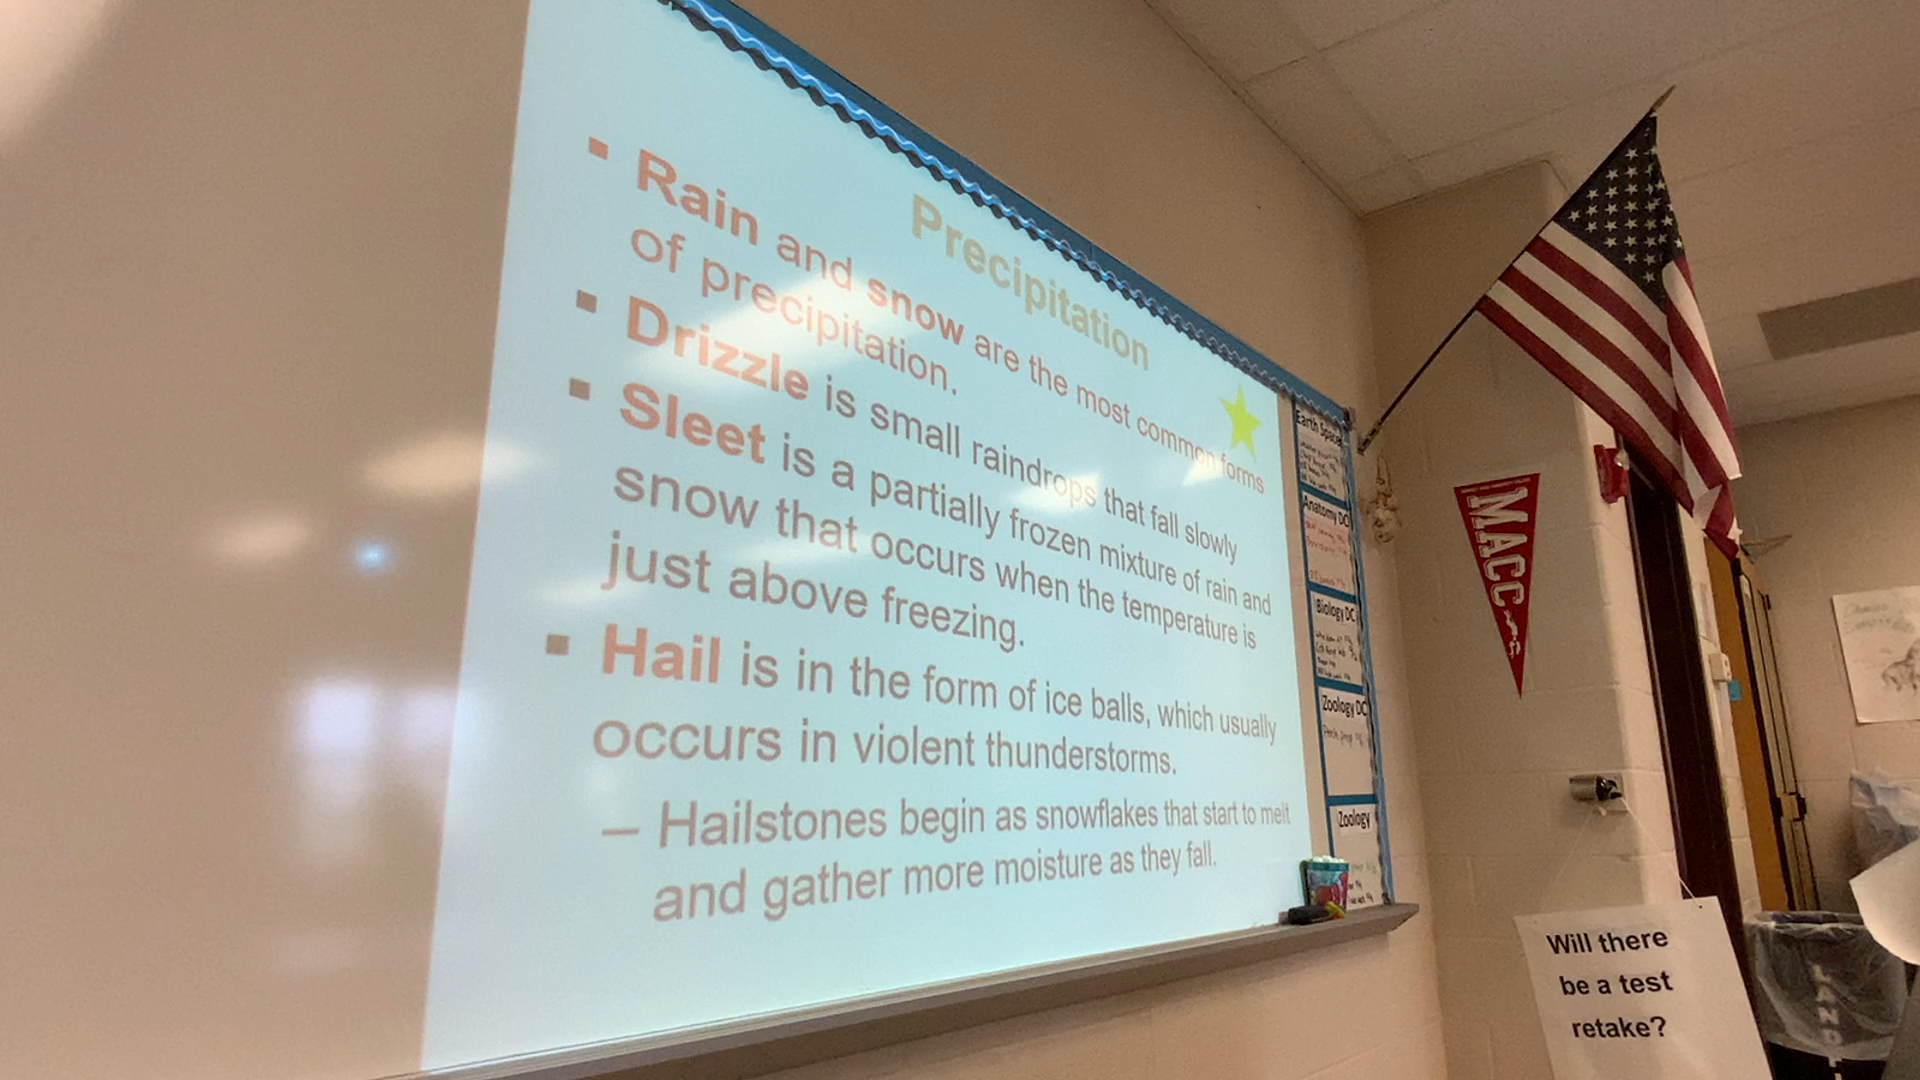 Precipitation
Rain and snow are the most common forms
of precipitation.
Drizzle is small raindrops that fall slowly
Sleet is a partially frozen mixture of rain and
snow that occurs when the temperature is
just above freezing.
Hail is in the form of ice balls, which usually
occurs in violent thunderstorms.
– Hailstones begin as snowflakes that start to melt
and gather more moisture as they fall.
Earth Space
Anatomy DC
Biology DC
Zoology DC
Zoology
MACC
Will there
be a test
retake?